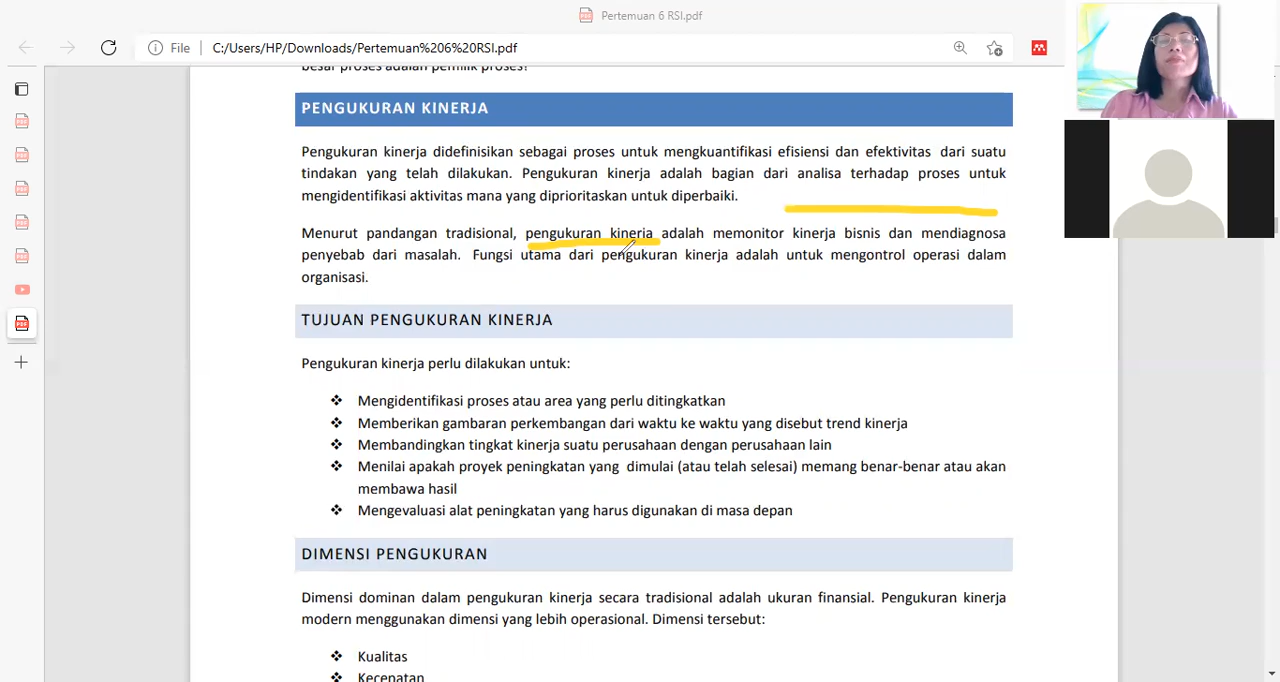 Pertemuan 6 RSI.pdf
File
C:/Users/HP/Downloads/Pertemuan%206%20RSI.pdf
besar proses adalah pemilik proses?
PENGUKURAN KINERJA
Pengukuran kinerja didefinisikan sebagai proses untuk mengkuantifikasi efisiensi dan efektivitas dari suatu
tindakan yang telah dilakukan. Pengukuran kinerja adalah bagian dari analisa terhadap proses untuk
mengidentifikasi aktivitas mana yang diprioritaskan untuk diperbaiki.
Menurut pandangan tradisional, pengukuran kinerja adalah memonitor kinerja bisnis dan mendiagnosa
penyebab dari masalah. Fungsi utama dari pengukuran kinerja adalah untuk mengontrol operasi dalam
organisasi.
TUJUAN PENGUKURAN KINERJA
Pengukuran kinerja perlu dilakukan untuk:
❖ Mengidentifikasi proses atau area yang perlu ditingkatkan
❖ Memberikan gambaran perkembangan dari waktu ke waktu yang disebut trend kinerja
❖ Membandingkan tingkat kinerja suatu perusahaan dengan perusahaan lain
❖ Menilai apakah proyek peningkatan yang dimulai (atau telah selesai) memang benar-benar atau akan
membawa hasil
❖ Mengevaluasi alat peningkatan yang harus digunakan di masa depan
DIMENSI PENGUKURAN
Dimensi dominan dalam pengukuran kinerja secara tradisional adalah ukuran finansial. Pengukuran kinerja
modern menggunakan dimensi yang lebih operasional. Dimensi tersebut:
❖ Kualitas
❖ Kecepatan